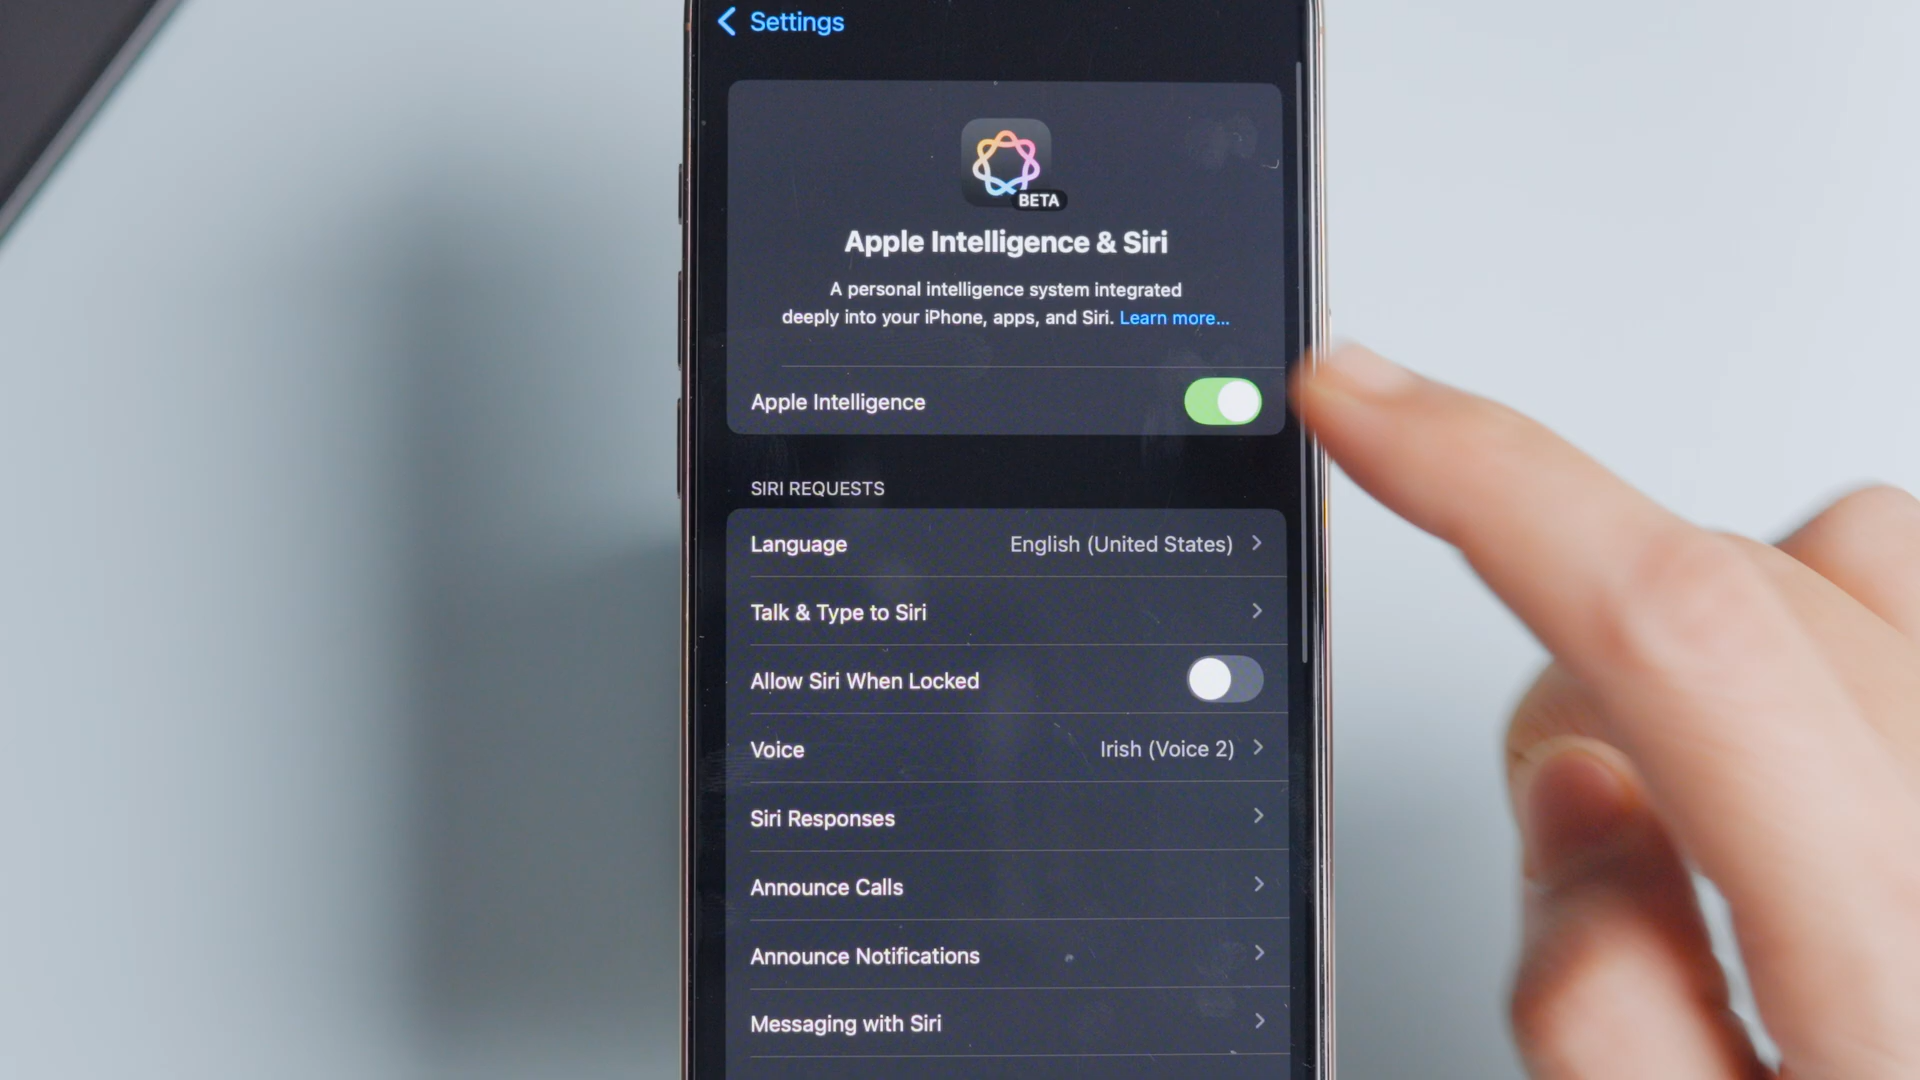 Settings
BETA
Apple Intelligence & Siri
A personal intelligence system integrated
deeply into your iPhone, apps, and Siri. Learn more...
Apple Intelligence
SIRI REQUESTS
Language English (United States)
Talk & Type to Siri
Allow Siri When Locked
Voice Irish (Voice 2)
Siri Responses
Announce Calls
Announce Notifications
Messaging with Siri